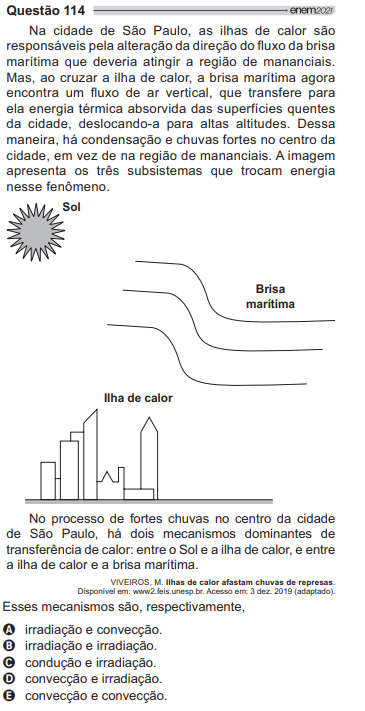 Questão 114
enem2021
Na cidade de São Paulo, as ilhas de calor são
responsáveis pela alteração da direção do fluxo da brisa
marítima que deveria atingir a região de mananciais.
Mas, ao cruzar a ilha de calor, a brisa marítima agora
encontra um fluxo de ar vertical, que transfere para
ela energia térmica absorvida das superfícies quentes
da cidade, deslocando-a para altas altitudes. Dessa
maneira, há condensação e chuvas fortes no centro da
cidade, em vez de na região de mananciais. A imagem
apresenta os três subsistemas que trocam energia
nesse fenômeno.
Sol
Brisa
marítima
Ilha de calor
No processo de fortes chuvas no centro da cidade
de São Paulo, há dois mecanismos dominantes de
transferência de calor: entre o Sol e a ilha de calor, e entre
a ilha de calor e a brisa marítima.
VIVEIROS, M. Ilhas de calor afastam chuvas de represas.
Disponível em: www2.feis.unesp.br. Acesso em: 3 dez. 2019 (adaptado).
Esses mecanismos são, respectivamente,
A irradiação e convecção.
B irradiação e irradiação.
C condução e irradiação.
D convecção e irradiação.
E convecção e convecção.